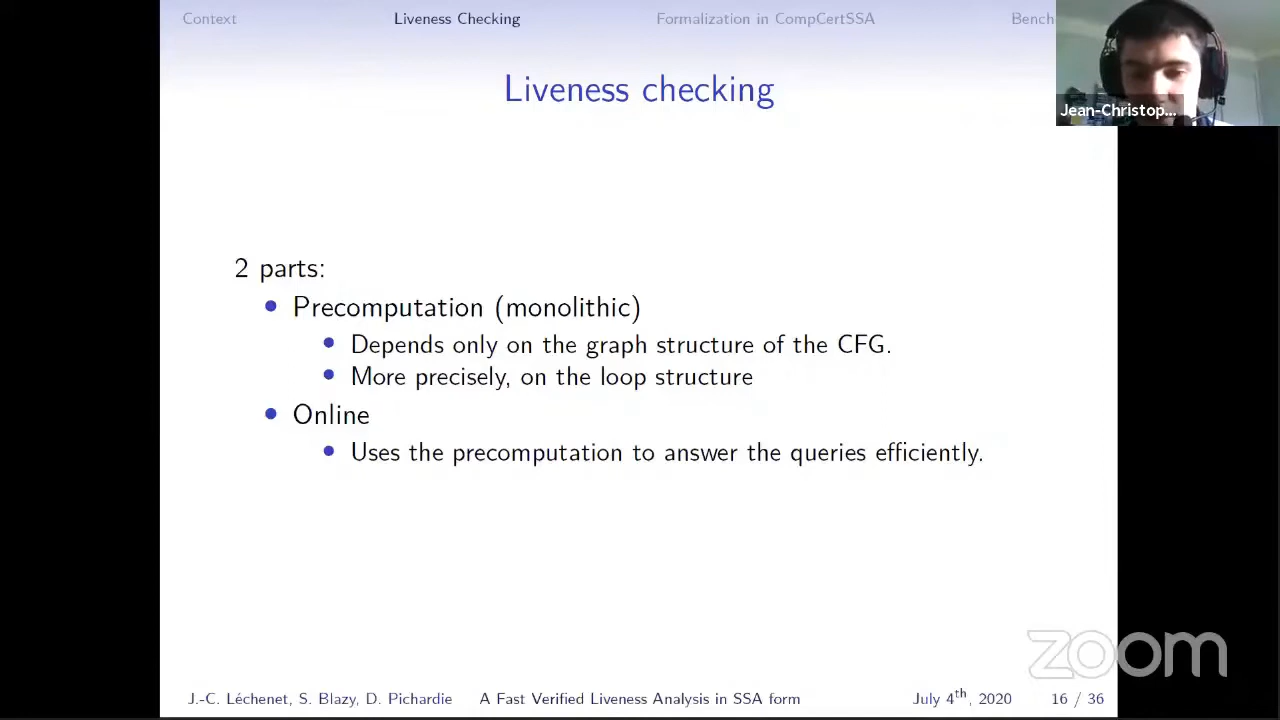 Context Liveness Checking Formalization in CompCertSSA Bench
Liveness checking
Jean-Christop...
2 parts:
Precomputation (monolithic)
Depends only on the graph structure of the CFG.
More precisely, on the loop structure
Online
Uses the precomputation to answer the queries efficiently.
zoom
J.-C. Léchenet, S. Blazy, D. Pichardie A Fast Verified Liveness Analysis in SSA form July 4th, 2020 16 / 36